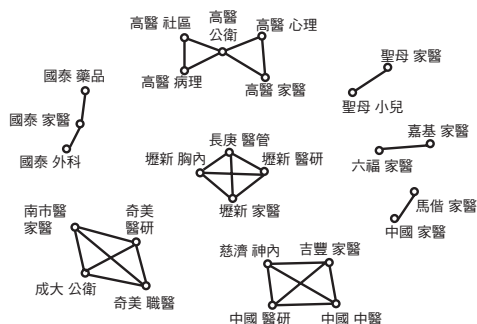 高醫
公衛
高醫 社區
高醫 心理
高醫 病理
高醫 家醫
聖母 家醫
聖母 小兒
國泰 藥品
國泰 家醫
國泰 外科
長庚 醫管
壢新 胸內
壢新 醫研
壢新 家醫
嘉基 家醫
六福 家醫
馬偕 家醫
中國 家醫
南市醫
家醫
奇美
醫研
成大 公衛
奇美 職醫
慈濟 神內
吉豐 家醫
中國 醫研
中國 中醫